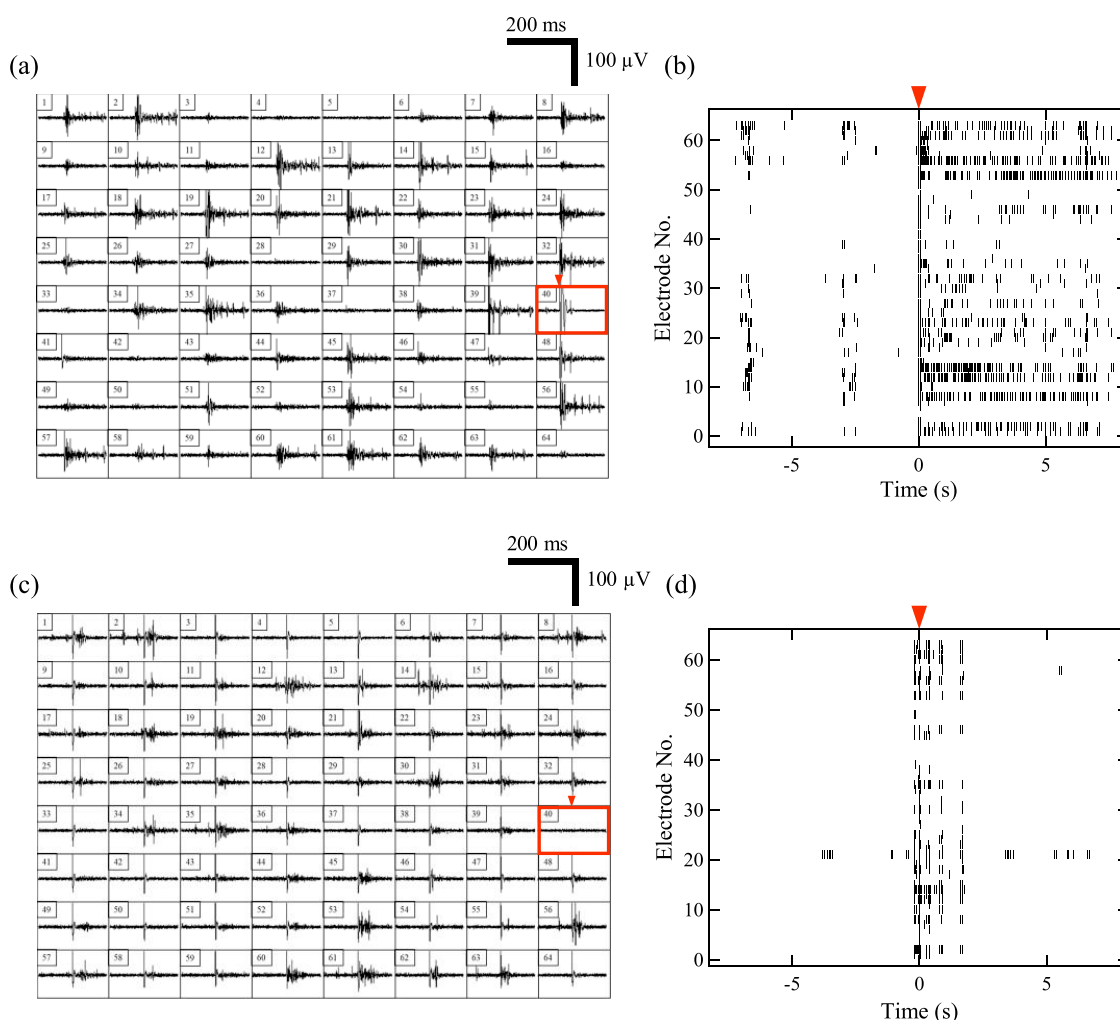 200 ms
100 µV
(a)
(b)
1 2 3 4 5 6 7 8
9 10 11 12 13 14 15 16
17 18 19 20 21 22 23 24
25 26 27 28 29 30 31 32
33 34 35 36 37 38 39 40
41 42 43 44 45 46 47 48
49 50 51 52 53 54 55 56
57 58 59 60 61 62 63 64
Electrode No.
60
50
40
30
20
10
0
-5 0 5
Time (s)
200 ms
100 µV
(c)
(d)
1 2 3 4 5 6 7 8
9 10 11 12 13 14 15 16
17 18 19 20 21 22 23 24
25 26 27 28 29 30 31 32
33 34 35 36 37 38 39 40
41 42 43 44 45 46 47 48
49 50 51 52 53 54 55 56
57 58 59 60 61 62 63 64
Electrode No.
60
50
40
30
20
10
0
-5 0 5
Time (s)